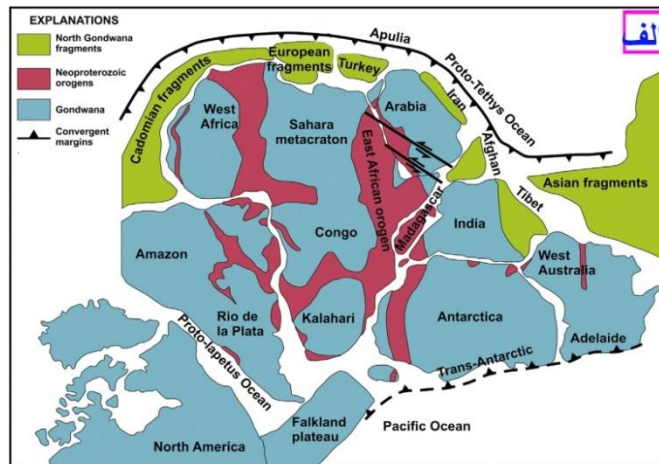 EXPLANATIONS
North Gondwana
fragments
Neoproterozoic
orogens
Gondwana
Convergent
margins
الف
Apulia
Proto-Tethys Ocean
European
fragments
Turkey
Cadomian fragments
West
Africa
Sahara
metacraton
Arabia
Iran
Afghan
East African orogen
Asian fragments
Tibet
Madagascar
India
Amazon
Congo
West
Australia
Rio de
la Plata
Kalahari
Antarctica
Adelaide
Proto-Iapetus Ocean
Trans-Antarctic
Falkland
plateau
Pacific Ocean
North America